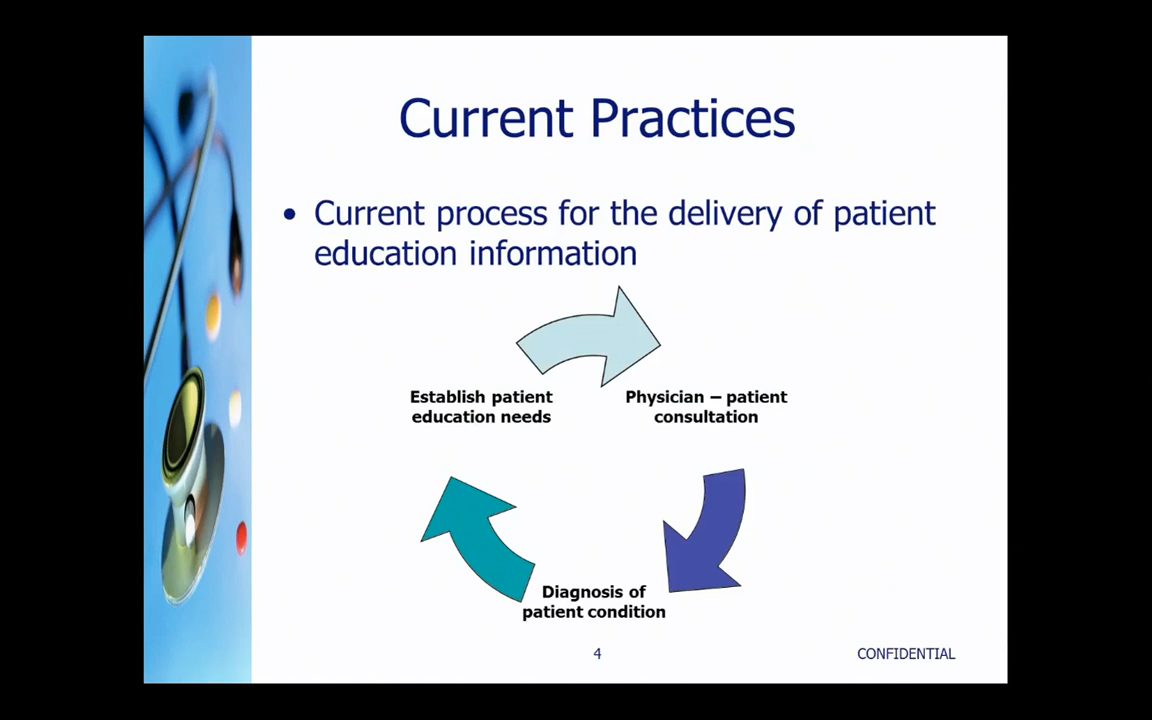 Current Practices
• Current process for the delivery of patient
education information
Establish patient
education needs
Physician – patient
consultation
Diagnosis of
patient condition
4
CONFIDENTIAL